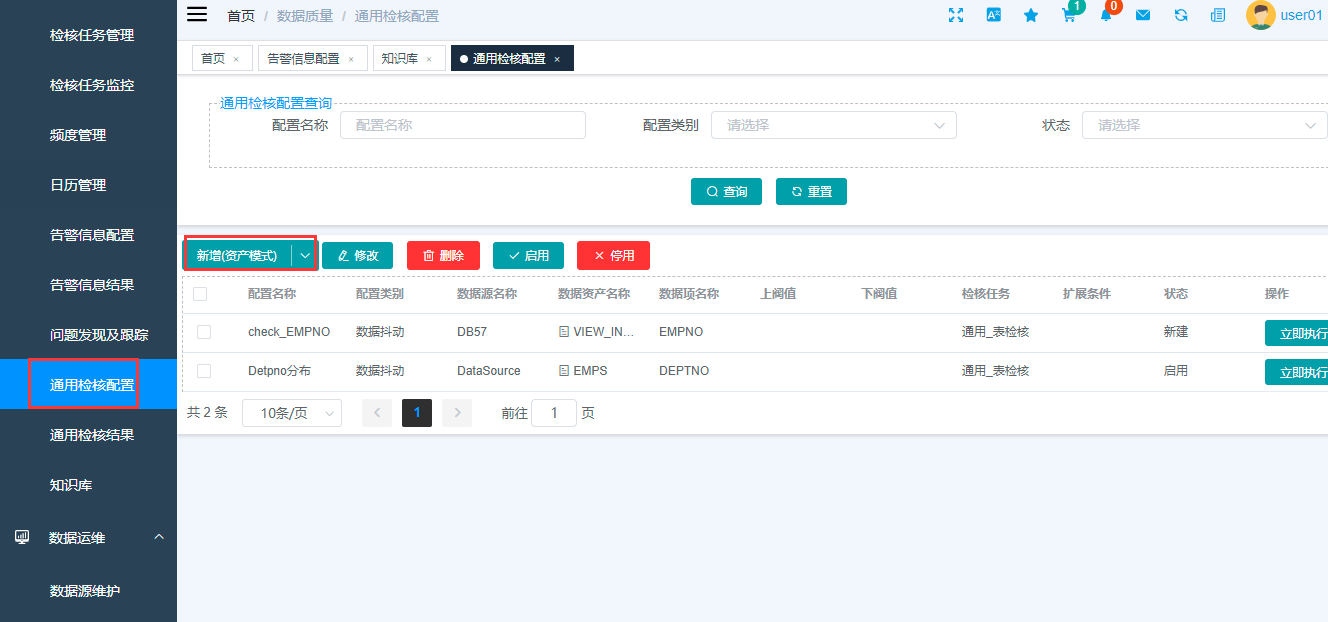 检核任务管理
检核任务监控
频度管理
日历管理
告警信息配置
告警信息结果
问题发现及跟踪
通用检核配置
通用检核结果
知识库
数据运维
数据源维护
首页 / 数据质量 / 通用检核配置
1
0
user01
首页 ×
告警信息配置 ×
知识库 ×
通用检核配置 ×
通用检核配置查询
配置名称 配置名称 配置类别 请选择 状态 请选择
查询 重置
新增(资产模式) 修改 删除 启用 停用
配置名称 配置类别 数据源名称 数据资产名称 数据项名称 上阀值 下阀值 检核任务 扩展条件 状态 操作
check_EMPNO 数据抖动 DB57 VIEW_IN... EMPNO 通用_表检核 新建 立即执行
Detpno分布 数据抖动 DataSource EMPS DEPTNO 通用_表检核 启用 立即执行
共 2 条 10条/页 1 前往 1 页